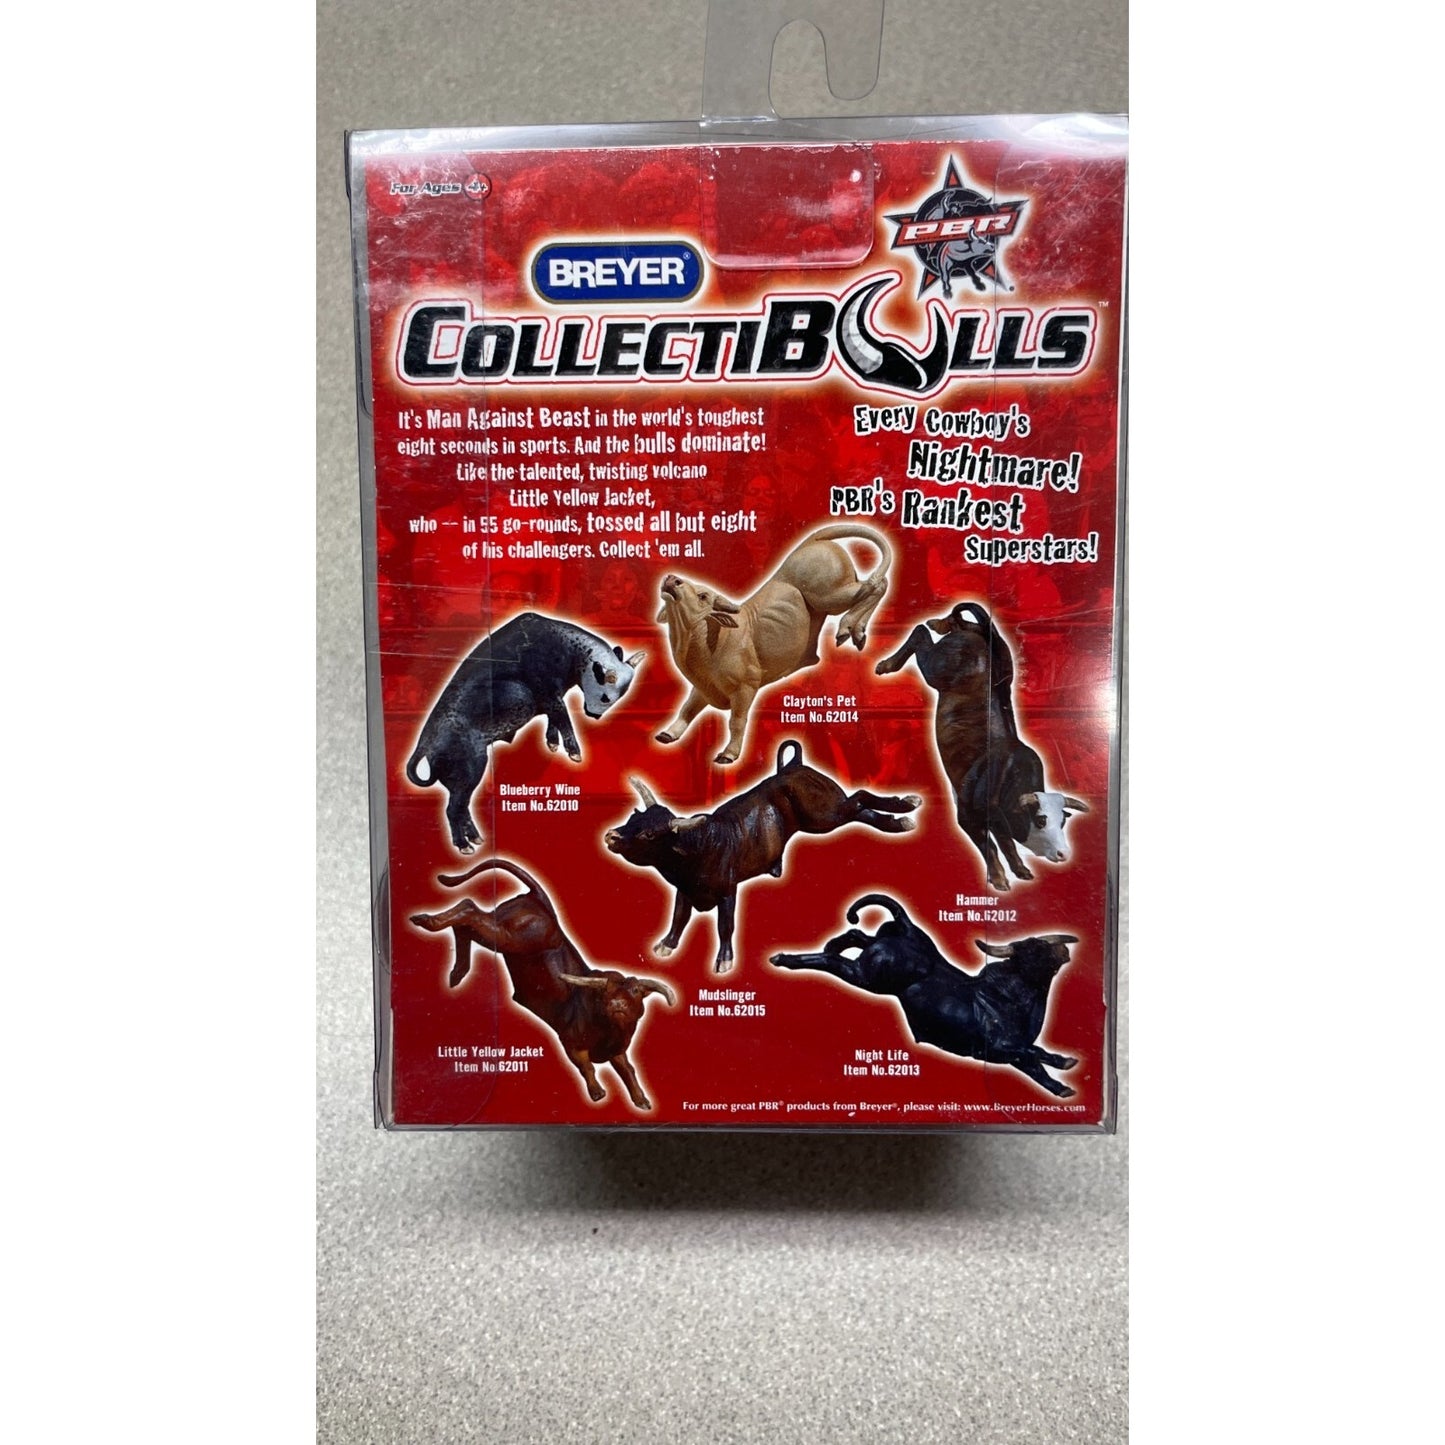 For Ages 4+
PBR®
BREYER®
COLLECTIBULLS™
It's Man Against Beast in the world's toughest
eight seconds in sports. And the bulls dominate!
Like the talented, twisting volcano
Little Yellow Jacket,
who -- in 55 go-rounds, tossed all but eight
of his challengers. Collect 'em all.
Every Cowboy's
Nightmare!
PBR's Rankest
Superstars!
Clayton's Pet
Item No.62014
Blueberry Wine
Item No.62010
Hammer
Item No.62012
Mudslinger
Item No.62015
Little Yellow Jacket
Item No.62011
Night Life
Item No.62013
For more great PBR® products from Breyer®, please visit: www.BreyerHorses.com